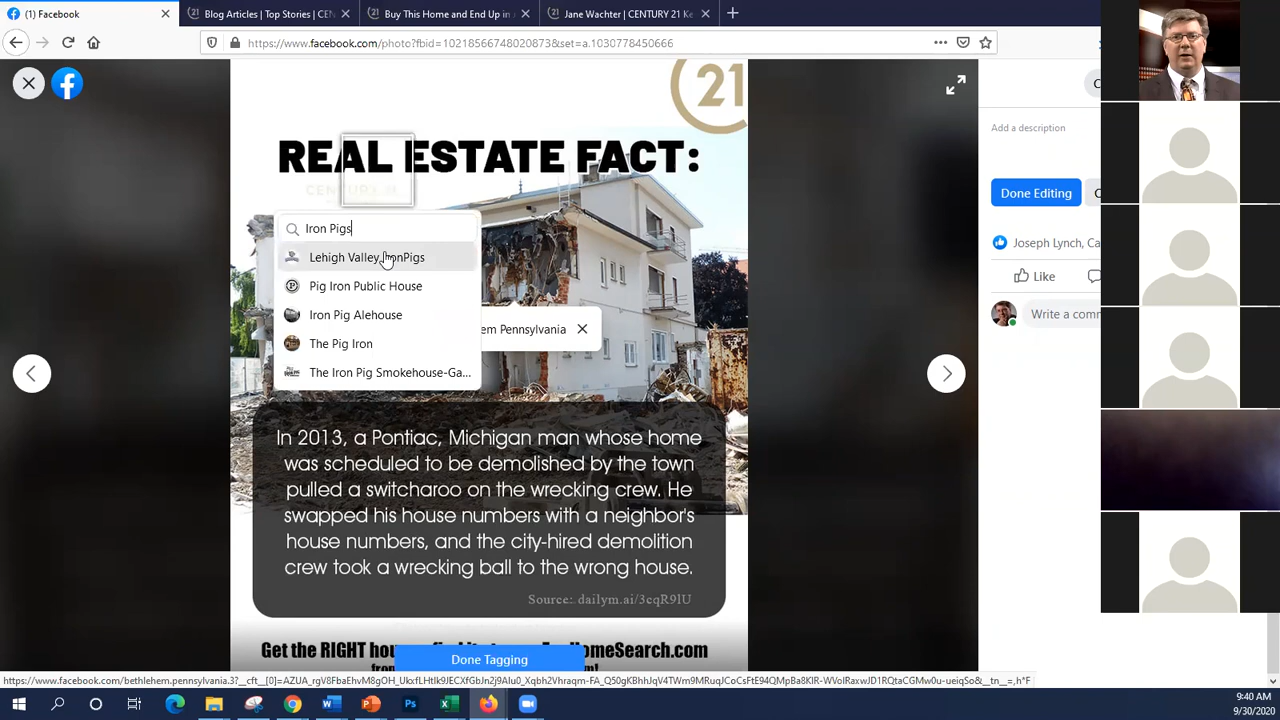 (1) Facebook
Blog Articles | Top Stories | CEN
Buy This Home and End Up in
Jane Wachter | CENTURY 21 Ke
https://www.facebook.com/photo?fbid=10218566748020873&set=a.1030778450666
21
REAL ESTATE FACT:
CENTURY 21
Iron Pigs
Lehigh Valley IronPigs
Pig Iron Public House
Iron Pig Alehouse
The Pig Iron
The Iron Pig Smokehouse-Ga...
em Pennsylvania
In 2013, a Pontiac, Michigan man whose home
was scheduled to be demolished by the town
pulled a switcharoo on the wrecking crew. He
swapped his house numbers with a neighbor's
house numbers, and the city-hired demolition
crew took a wrecking ball to the wrong house.
Source: dailym.ai/3cqR9lU
Get the RIGHT
HomeSearch.com
Done Tagging
Add a description
Done Editing
Joseph Lynch, Ca
Like
Write a comm
9:40 AM
9/30/2020